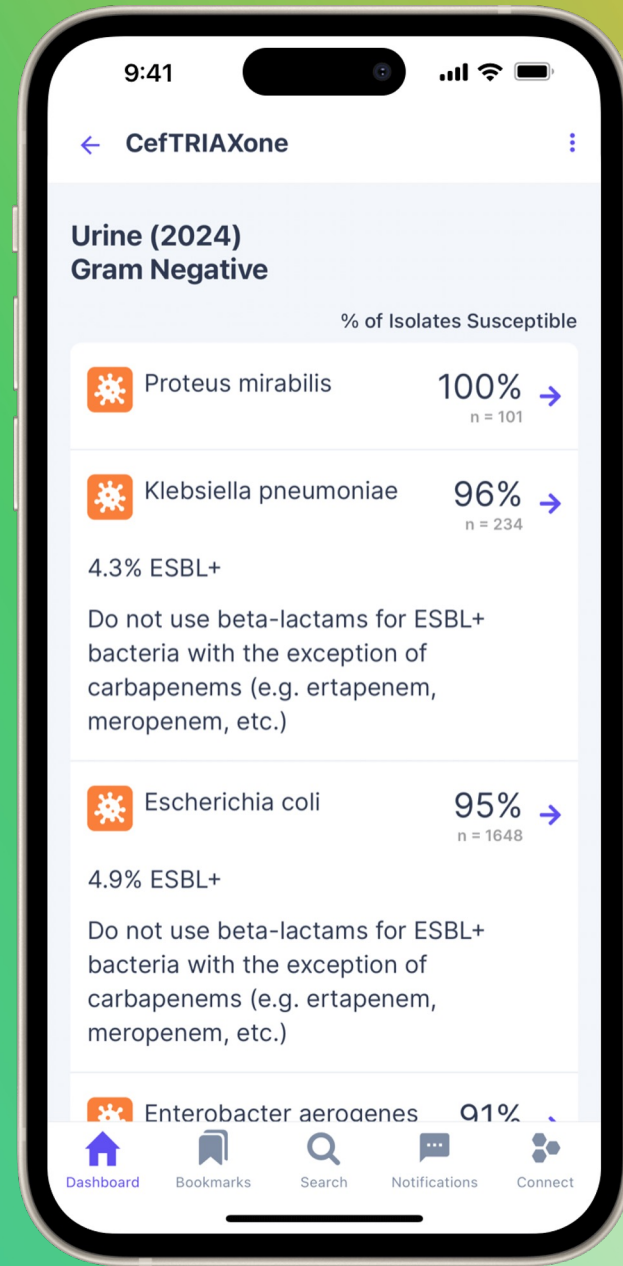 9:41
CefTRIAXone
Urine (2024)
Gram Negative
% of Isolates Susceptible
Proteus mirabilis
100%
n = 101
Klebsiella pneumoniae
96%
n = 234
4.3% ESBL+
Do not use beta-lactams for ESBL+
bacteria with the exception of
carbapenems (e.g. ertapenem,
meropenem, etc.)
Escherichia coli
95%
n = 1648
4.9% ESBL+
Do not use beta-lactams for ESBL+
bacteria with the exception of
carbapenems (e.g. ertapenem,
meropenem, etc.)
Enterobacter aerogenes
91%
Dashboard
Bookmarks
Search
Notifications
Connect